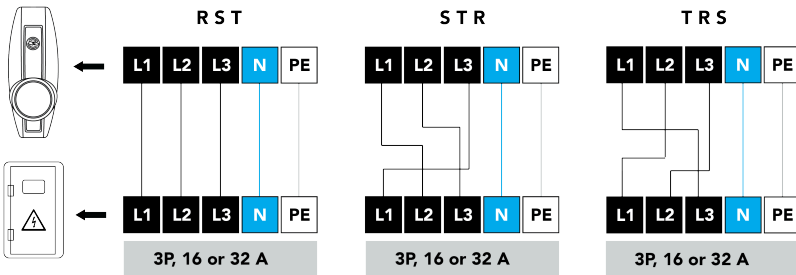 R S T S T R T R S
L1 L2 L3 N PE L1 L2 L3 N PE L1 L2 L3 N PE
L1 L2 L3 N PE L1 L2 L3 N PE L1 L2 L3 N PE
3P, 16 or 32 A 3P, 16 or 32 A 3P, 16 or 32 A